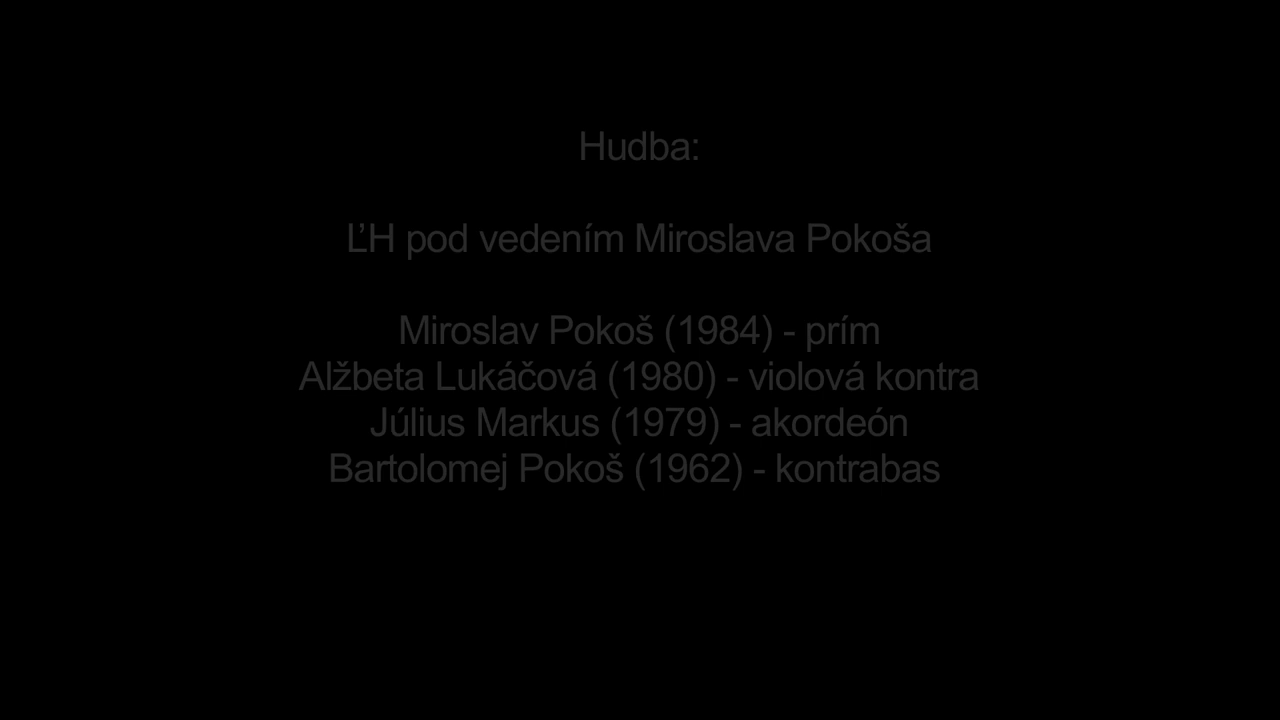 Hudba:
ĽH pod vedením Miroslava Pokoša
Miroslav Pokoš (1984) - prím
Alžbeta Lukáčová (1980) - violová kontra
Július Markus (1979) - akordeón
Bartolomej Pokoš (1962) - kontrabas